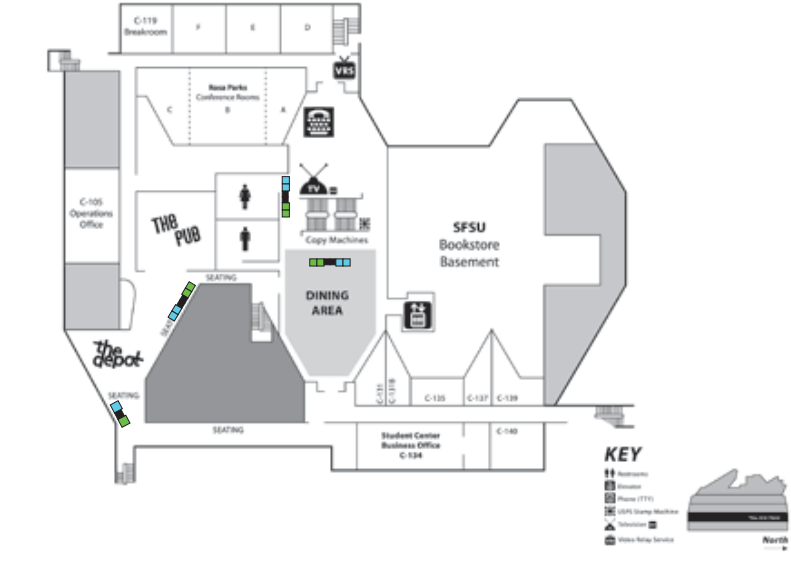 C-119
Breakroom
F
E
D
VRS
Rosa Parks
Conference Rooms
C
B
A
TV
C-105
Operations
Office
THE PUB
Copy Machines
SFSU
Bookstore
Basement
SEATING
DINING
AREA
the depot
SEATING
C-131
C-131B
C-135
C-137
C-139
SEATING
Student Center
Business Office
C-134
C-140
KEY
Restrooms
Elevator
Phone (TTY)
USPS Stamp Machine
Television
Video Relay Service
North